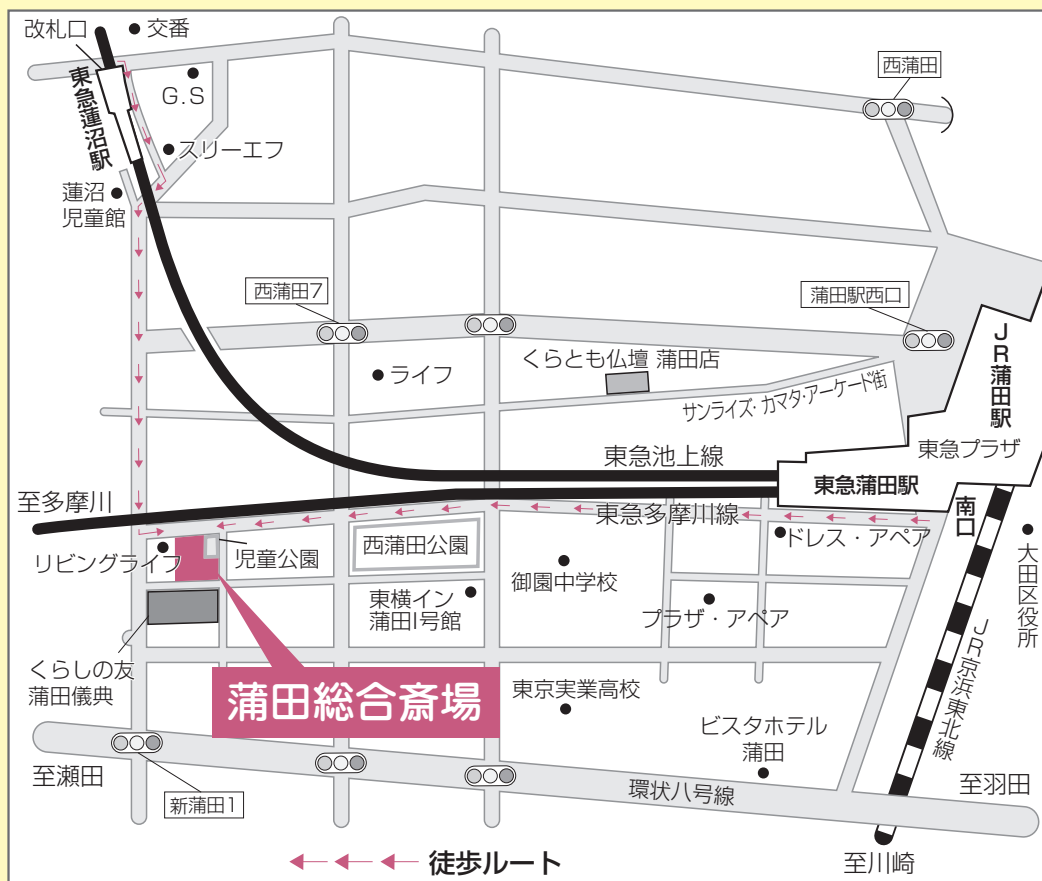 改札口
交番
西蒲田
G.S
東急蓮沼駅
スリーエフ
蓮沼
児童館
西蒲田7
蒲田駅西口
JR蒲田駅
くらとも仏壇 蒲田店
ライフ
サンライズ・カマタ・アーケード街
東急プラザ
東急池上線
東急蒲田駅
至多摩川
東急多摩川線
南口
ドレス・アペア
大田区役所
リビングライフ
児童公園
西蒲田公園
御園中学校
東横イン
蒲田Ⅰ号館
プラザ・アペア
JR京浜東北線
くらしの友
蒲田儀典
蒲田総合斎場
東京実業高校
ビスタホテル
蒲田
至瀬田
新蒲田1
環状八号線
至羽田
至川崎
徒歩ルート